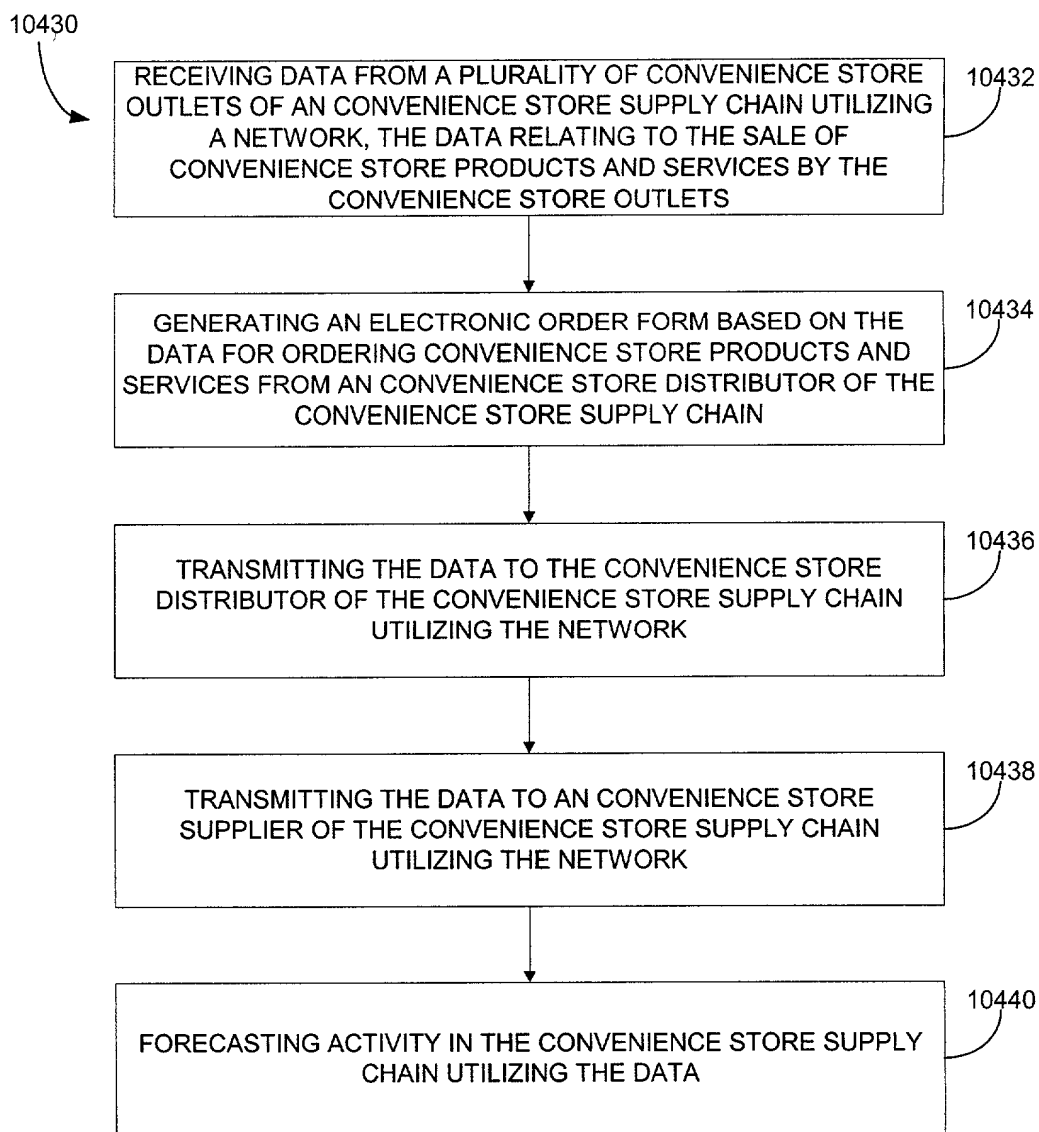 10430
RECEIVING DATA FROM A PLURALITY OF CONVENIENCE STORE
OUTLETS OF AN CONVENIENCE STORE SUPPLY CHAIN UTILIZING
A NETWORK, THE DATA RELATING TO THE SALE OF
CONVENIENCE STORE PRODUCTS AND SERVICES BY THE
CONVENIENCE STORE OUTLETS
10432
GENERATING AN ELECTRONIC ORDER FORM BASED ON THE
DATA FOR ORDERING CONVENIENCE STORE PRODUCTS AND
SERVICES FROM AN CONVENIENCE STORE DISTRIBUTOR OF THE
CONVENIENCE STORE SUPPLY CHAIN
10434
TRANSMITTING THE DATA TO THE CONVENIENCE STORE
DISTRIBUTOR OF THE CONVENIENCE STORE SUPPLY CHAIN
UTILIZING THE NETWORK
10436
TRANSMITTING THE DATA TO AN CONVENIENCE STORE
SUPPLIER OF THE CONVENIENCE STORE SUPPLY CHAIN
UTILIZING THE NETWORK
10438
FORECASTING ACTIVITY IN THE CONVENIENCE STORE SUPPLY
CHAIN UTILIZING THE DATA
10440